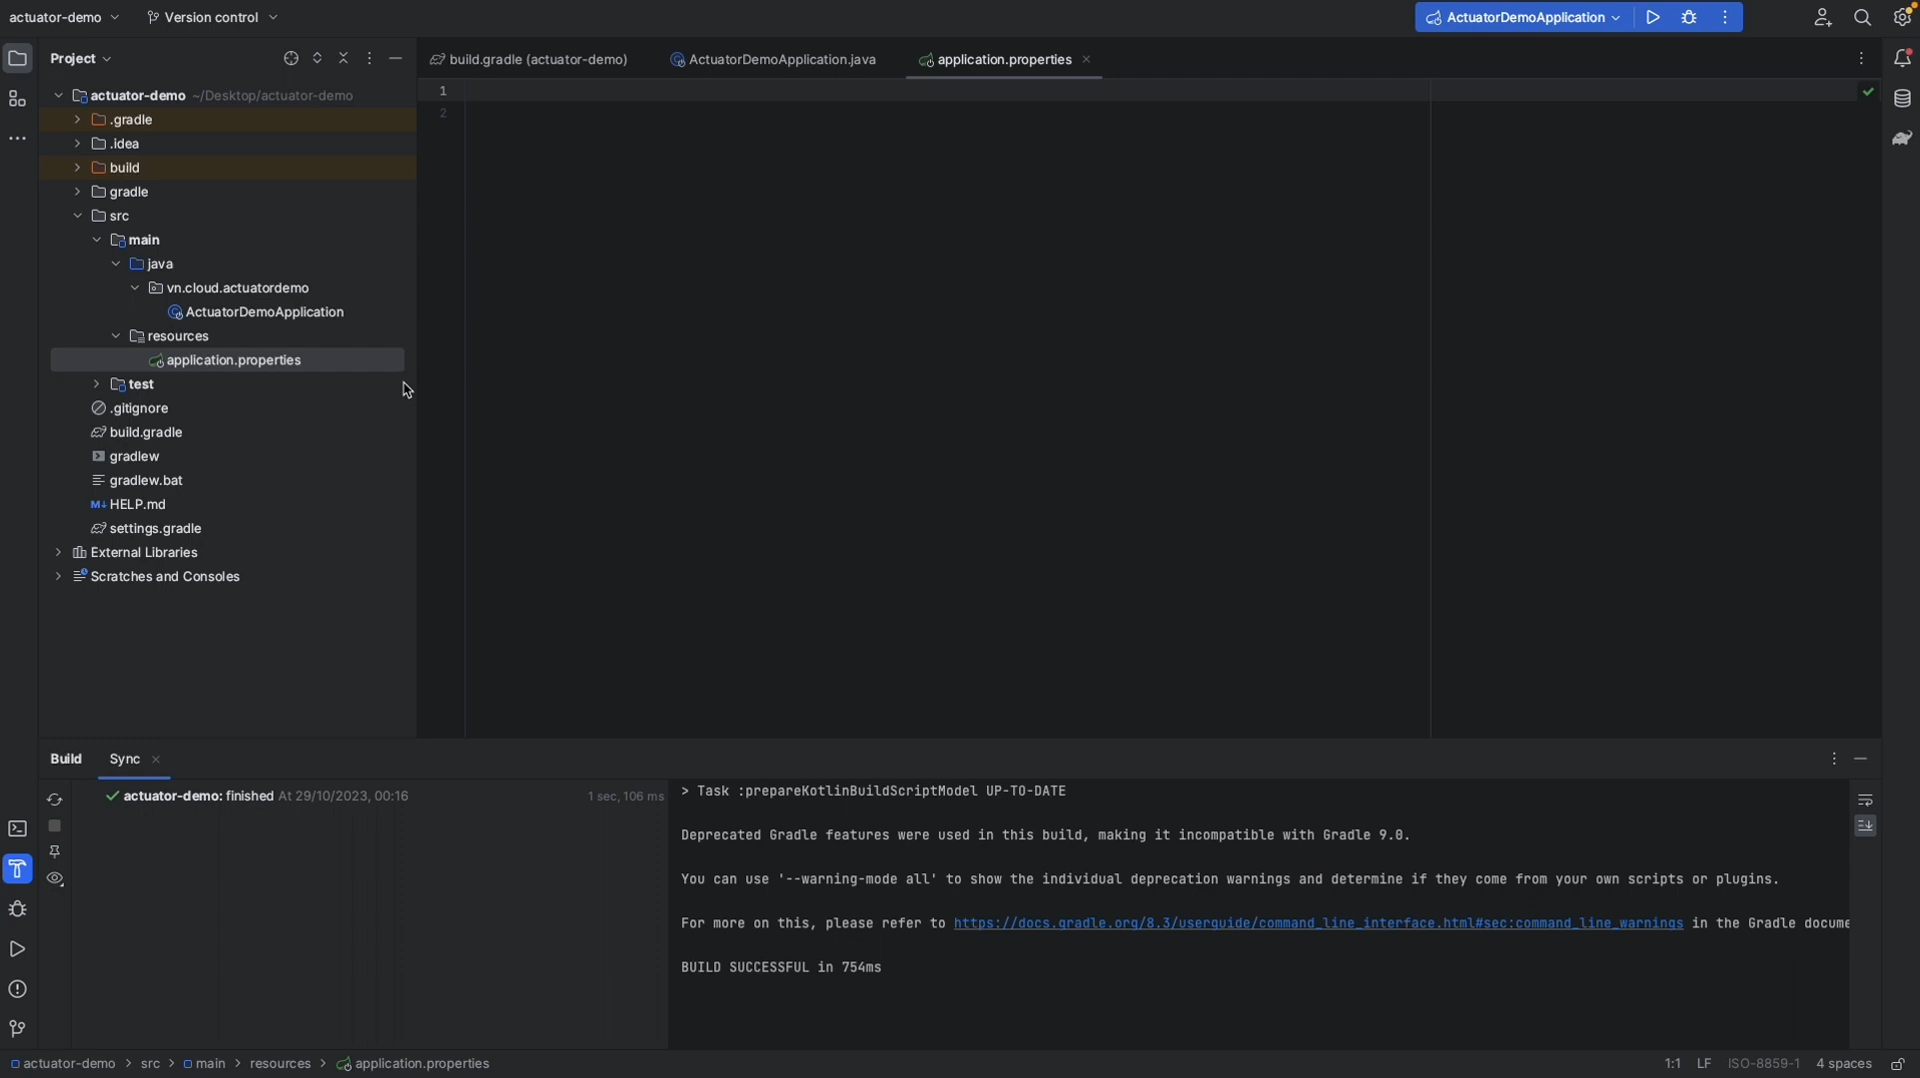 actuator-demo Version control ActuatorDemoApplication
Project
build.gradle (actuator-demo) ActuatorDemoApplication.java application.properties
actuator-demo ~/Desktop/actuator-demo
.gradle
.idea
build
gradle
src
main
java
vn.cloud.actuatordemo
ActuatorDemoApplication
resources
application.properties
test
.gitignore
build.gradle
gradlew
gradlew.bat
M↓ HELP.md
settings.gradle
External Libraries
Scratches and Consoles
1
2
Build Sync
actuator-demo: finished At 29/10/2023, 00:16 1 sec, 106 ms
> Task :prepareKotlinBuildScriptModel UP-TO-DATE
Deprecated Gradle features were used in this build, making it incompatible with Gradle 9.0.
You can use '--warning-mode all' to show the individual deprecation warnings and determine if they come from your own scripts or plugins.
For more on this, please refer to https://docs.gradle.org/8.3/userguide/command_line_interface.html#sec:command_line_warnings in the Gradle docume
BUILD SUCCESSFUL in 754ms
actuator-demo > src > main > resources > application.properties 1:1 LF ISO-8859-1 4 spaces